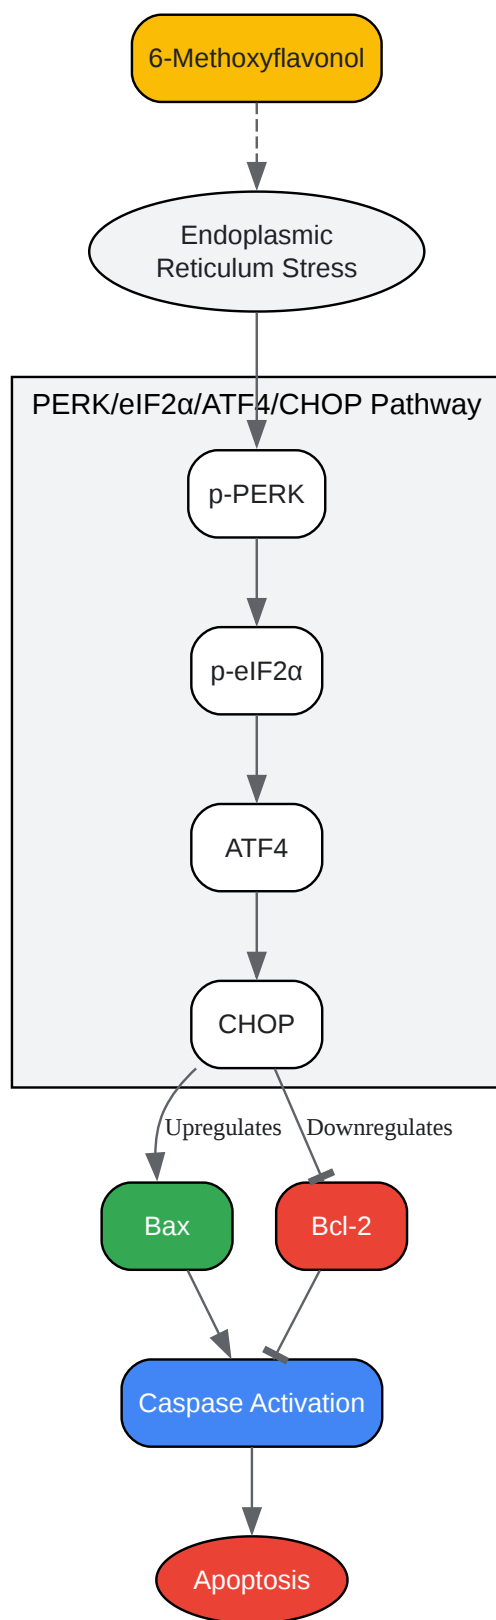 6-Methoxyflavonol
Endoplasmic
Reticulum Stress
PERK/eIF2α/ATF4/CHOP Pathway
p-PERK
p-eIF2α
ATF4
CHOP
Upregulates
Downregulates
Bax
Bcl-2
Caspase Activation
Apoptosis